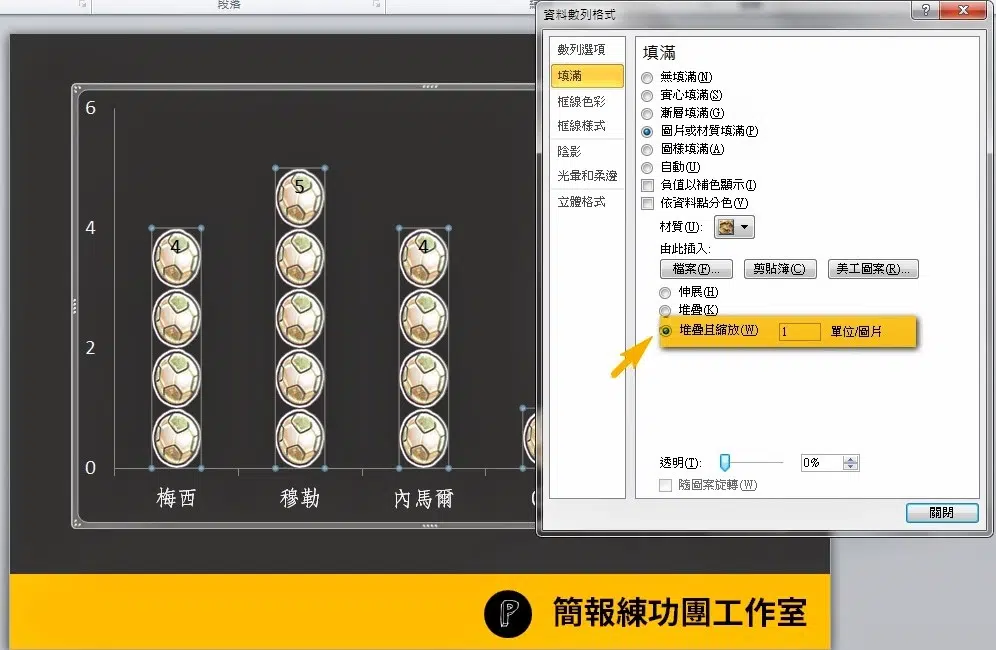 段落
6
4
2
0
4
5
4
梅西
穆勒
內馬爾
資料數列格式
?
數列選項
填滿
框線色彩
框線樣式
陰影
光暈和柔邊
立體格式
填滿
無填滿(N)
實心填滿(S)
漸層填滿(G)
圖片或材質填滿(P)
圖樣填滿(A)
自動(U)
負值以補色顯示(I)
依資料點分色(V)
材質(U):
由此插入:
檔案(F)... 剪貼簿(C) 美工圖案(R)...
伸展(H)
堆疊(K)
堆疊且縮放(W) 1 單位/圖片
透明(T): 0%
隨圖案旋轉(W)
關閉
P 簡報練功團工作室